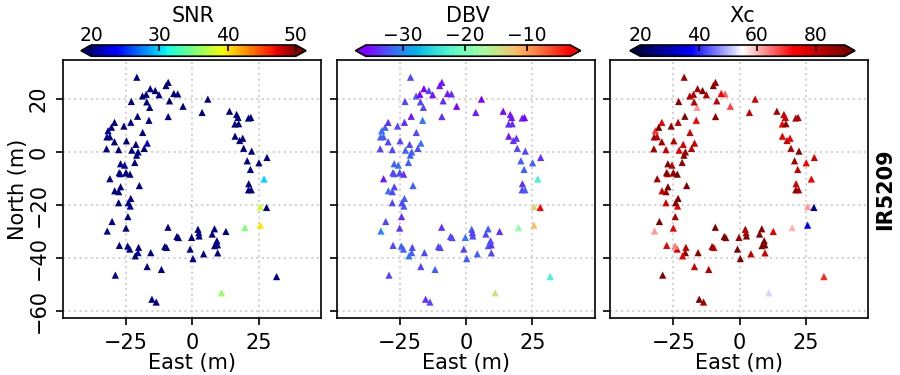 SNR DBV Xc
20 30 40 50 −30 −20 −10 20 40 60 80
North (m)
20
0
−20
−40
−60
−25 0 25 −25 0 25 −25 0 25
East (m) East (m) East (m)
IR5209